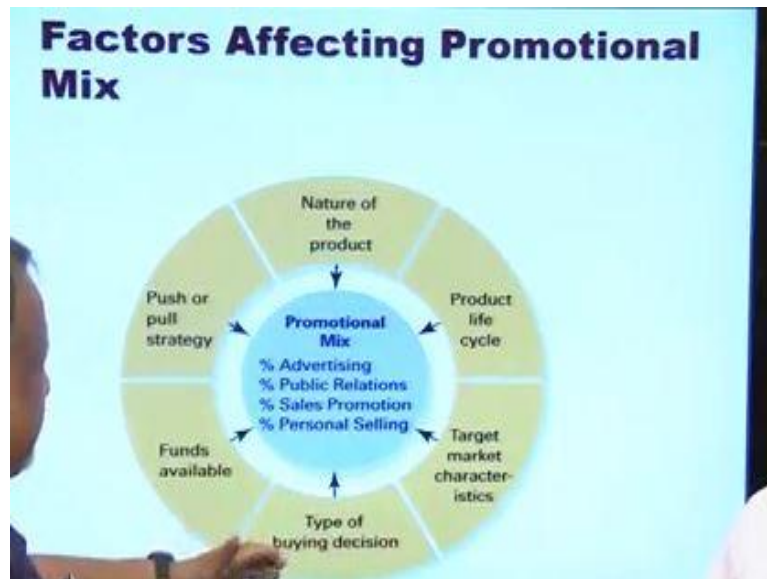 Factors Affecting Promotional
Mix
Nature of
the
product
Product
life
cycle
Target
market
character-
istics
Type of
buying decision
Funds
available
Push or
pull
strategy
Promotional
Mix
% Advertising
% Public Relations
% Sales Promotion
% Personal Selling